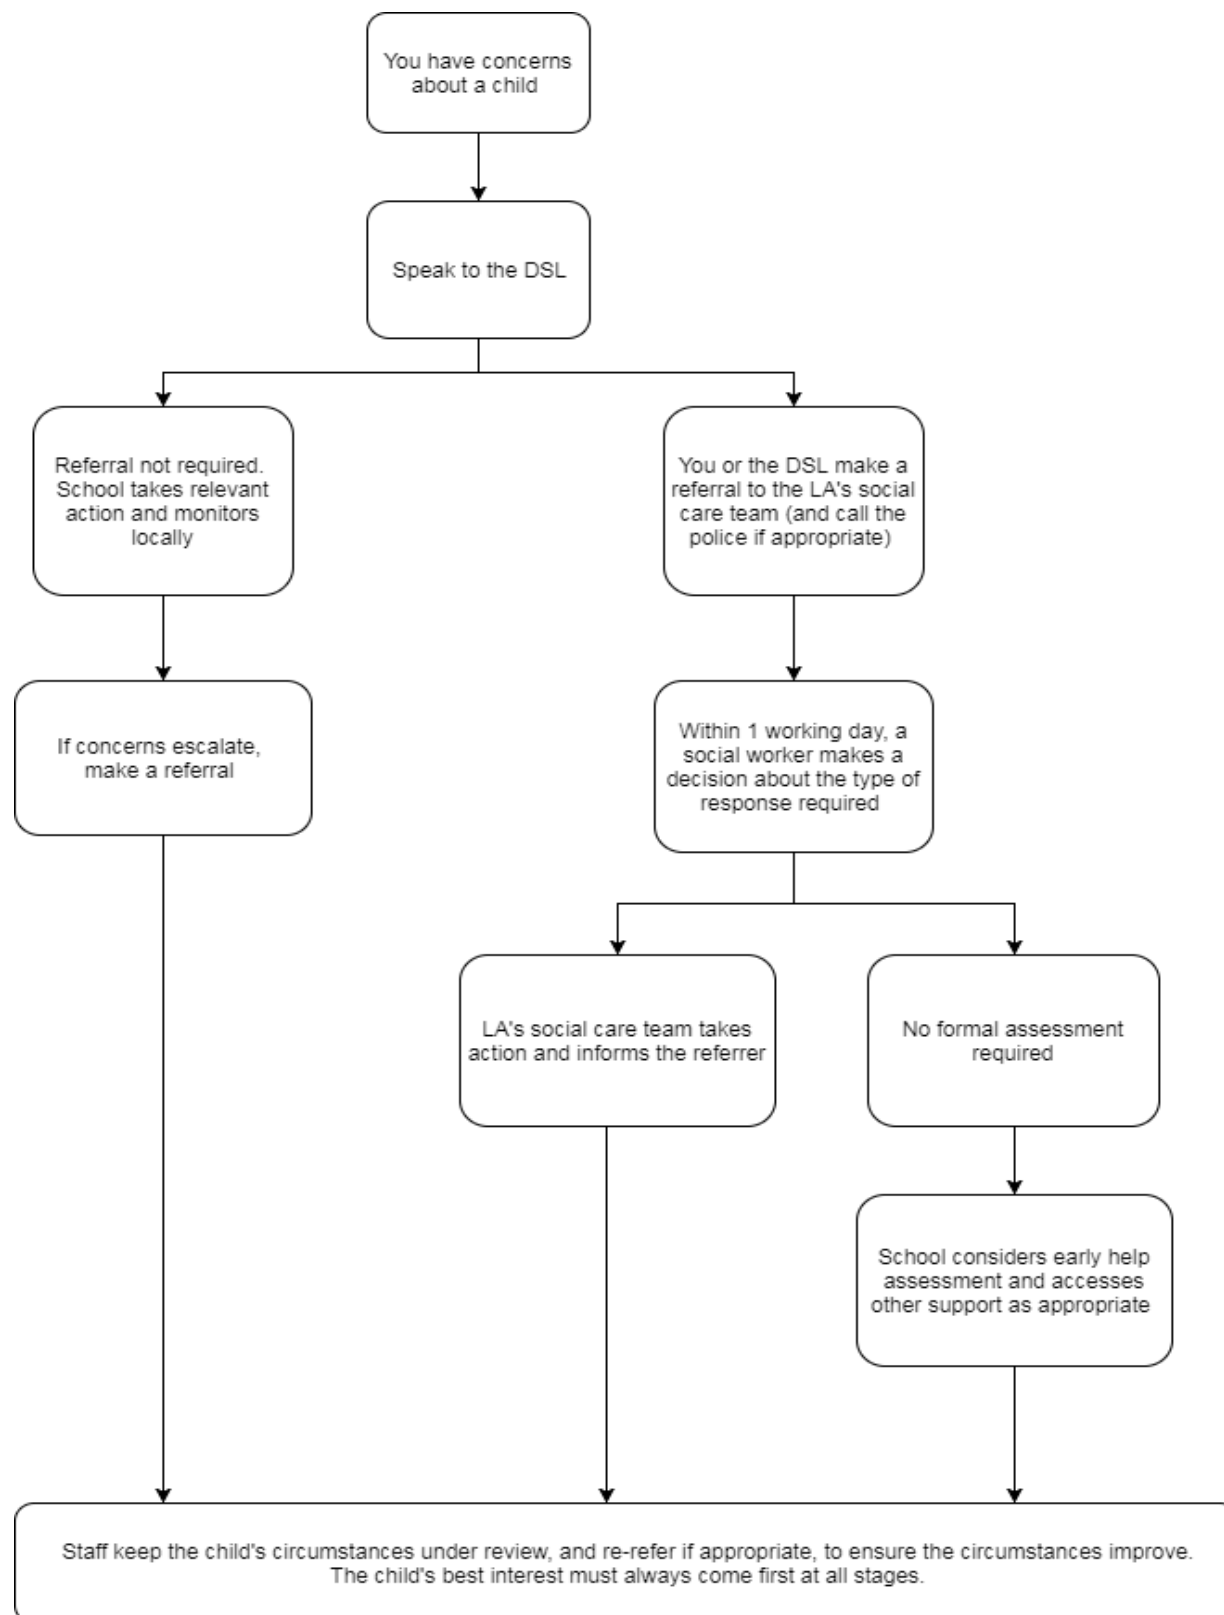 You have concerns
about a child
Speak to the DSL
Referral not required.
School takes relevant
action and monitors
locally
You or the DSL make a
referral to the LA's social
care team (and call the
police if appropriate)
If concerns escalate,
make a referral
Within 1 working day, a
social worker makes a
decision about the type of
response required
LA's social care team takes
action and informs the referrer
No formal assessment
required
School considers early help
assessment and accesses
other support as appropriate
Staff keep the child's circumstances under review, and re-refer if appropriate, to ensure the circumstances improve.
The child's best interest must always come first at all stages.